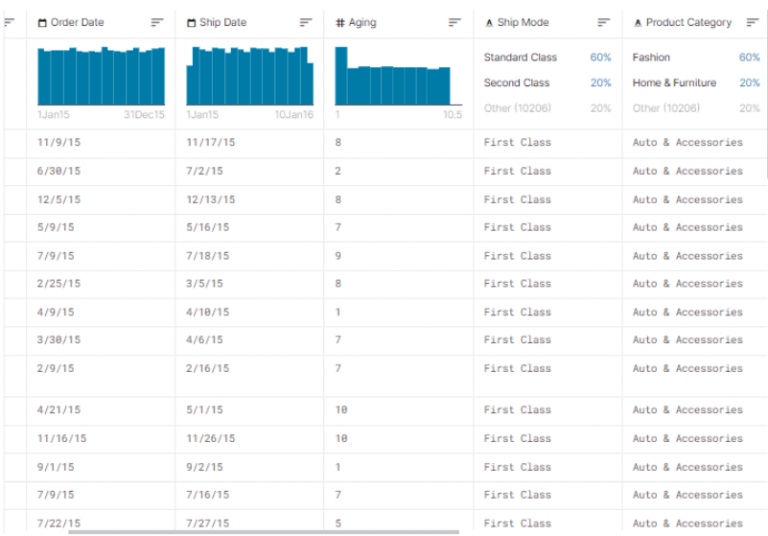 Order Date Ship Date # Aging A Ship Mode A Product Category
Standard Class 60% Fashion 60%
Second Class 20% Home & Furniture 20%
Other (10206) 20% Other (10206) 20%
1Jan15 31Dec15 1Jan15 10Jan16 1 10.5
11/9/15 11/17/15 8 First Class Auto & Accessories
6/30/15 7/2/15 2 First Class Auto & Accessories
12/5/15 12/13/15 8 First Class Auto & Accessories
5/9/15 5/16/15 7 First Class Auto & Accessories
7/9/15 7/18/15 9 First Class Auto & Accessories
2/25/15 3/5/15 8 First Class Auto & Accessories
4/9/15 4/10/15 1 First Class Auto & Accessories
3/30/15 4/6/15 7 First Class Auto & Accessories
2/9/15 2/16/15 7 First Class Auto & Accessories
4/21/15 5/1/15 10 First Class Auto & Accessories
11/16/15 11/26/15 10 First Class Auto & Accessories
9/1/15 9/2/15 1 First Class Auto & Accessories
7/9/15 7/16/15 7 First Class Auto & Accessories
7/22/15 7/27/15 5 First Class Auto & Accessories